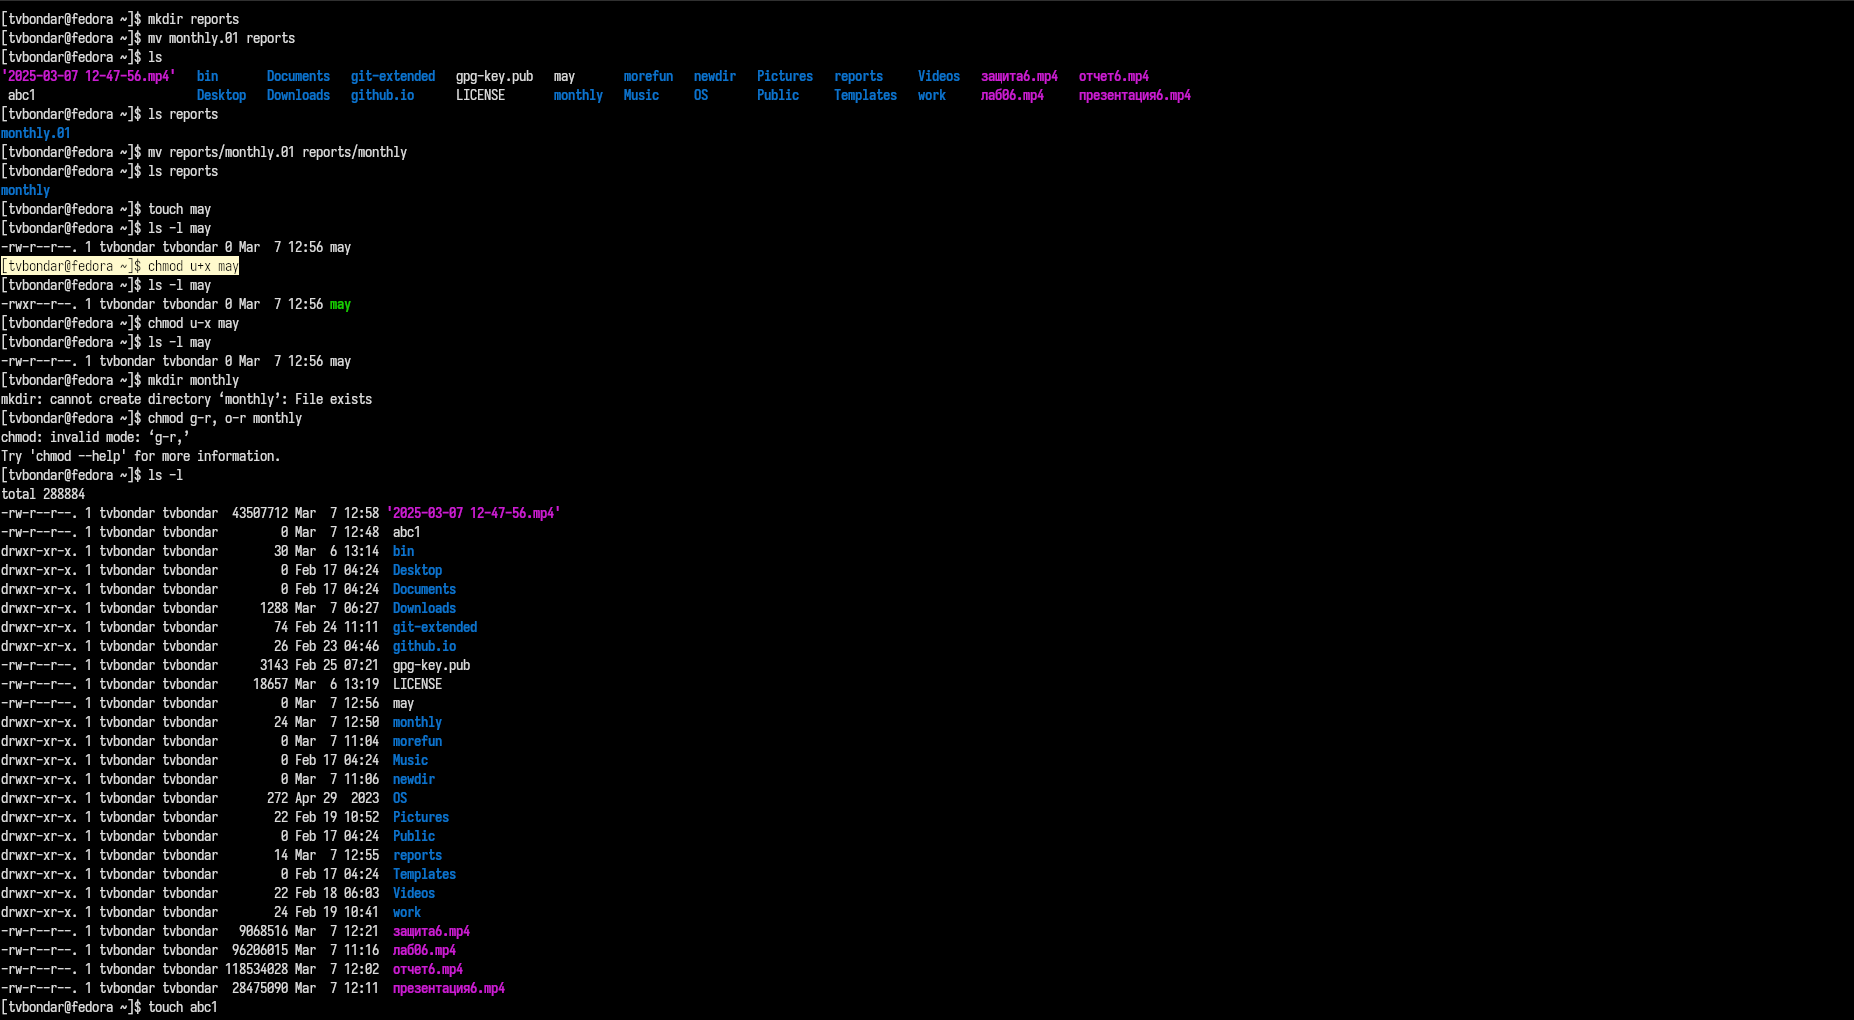 [tvbondar@fedora ~]$ mkdir reports
[tvbondar@fedora ~]$ mv monthly.01 reports
[tvbondar@fedora ~]$ ls
'2025-03-07 12-47-56.mp4'   bin       Documents   git-extended   gpg-key.pub   may       morefun   newdir   Pictures   reports     Videos   защита6.mp4   отчет6.mp4
 abc1                       Desktop   Downloads   github.io      LICENSE       monthly   Music     OS       Public     Templates   work     лаб06.mp4     презентация6.mp4
[tvbondar@fedora ~]$ ls reports
monthly.01
[tvbondar@fedora ~]$ mv reports/monthly.01 reports/monthly
[tvbondar@fedora ~]$ ls reports
monthly
[tvbondar@fedora ~]$ touch may
[tvbondar@fedora ~]$ ls -l may
-rw-r--r--. 1 tvbondar tvbondar 0 Mar  7 12:56 may
[tvbondar@fedora ~]$ chmod u+x may
[tvbondar@fedora ~]$ ls -l may
-rwxr--r--. 1 tvbondar tvbondar 0 Mar  7 12:56 may
[tvbondar@fedora ~]$ chmod u-x may
[tvbondar@fedora ~]$ ls -l may
-rw-r--r--. 1 tvbondar tvbondar 0 Mar  7 12:56 may
[tvbondar@fedora ~]$ mkdir monthly
mkdir: cannot create directory ‘monthly’: File exists
[tvbondar@fedora ~]$ chmod g-r, o-r monthly
chmod: invalid mode: ‘g-r,’
Try 'chmod --help' for more information.
[tvbondar@fedora ~]$ ls -l
total 288884
-rw-r--r--. 1 tvbondar tvbondar  43507712 Mar  7 12:58 '2025-03-07 12-47-56.mp4'
-rw-r--r--. 1 tvbondar tvbondar         0 Mar  7 12:48  abc1
drwxr-xr-x. 1 tvbondar tvbondar        30 Mar  6 13:14  bin
drwxr-xr-x. 1 tvbondar tvbondar         0 Feb 17 04:24  Desktop
drwxr-xr-x. 1 tvbondar tvbondar         0 Feb 17 04:24  Documents
drwxr-xr-x. 1 tvbondar tvbondar      1288 Mar  7 06:27  Downloads
drwxr-xr-x. 1 tvbondar tvbondar        74 Feb 24 11:11  git-extended
drwxr-xr-x. 1 tvbondar tvbondar        26 Feb 23 04:46  github.io
-rw-r--r--. 1 tvbondar tvbondar      3143 Feb 25 07:21  gpg-key.pub
-rw-r--r--. 1 tvbondar tvbondar     18657 Mar  6 13:19  LICENSE
-rw-r--r--. 1 tvbondar tvbondar         0 Mar  7 12:56  may
drwxr-xr-x. 1 tvbondar tvbondar        24 Mar  7 12:50  monthly
drwxr-xr-x. 1 tvbondar tvbondar         0 Mar  7 11:04  morefun
drwxr-xr-x. 1 tvbondar tvbondar         0 Feb 17 04:24  Music
drwxr-xr-x. 1 tvbondar tvbondar         0 Mar  7 11:06  newdir
drwxr-xr-x. 1 tvbondar tvbondar       272 Apr 29  2023  OS
drwxr-xr-x. 1 tvbondar tvbondar        22 Feb 19 10:52  Pictures
drwxr-xr-x. 1 tvbondar tvbondar         0 Feb 17 04:24  Public
drwxr-xr-x. 1 tvbondar tvbondar        14 Mar  7 12:55  reports
drwxr-xr-x. 1 tvbondar tvbondar         0 Feb 17 04:24  Templates
drwxr-xr-x. 1 tvbondar tvbondar        22 Feb 18 06:03  Videos
drwxr-xr-x. 1 tvbondar tvbondar        24 Feb 19 10:41  work
-rw-r--r--. 1 tvbondar tvbondar   9068516 Mar  7 12:21  защита6.mp4
-rw-r--r--. 1 tvbondar tvbondar  96206015 Mar  7 11:16  лаб06.mp4
-rw-r--r--. 1 tvbondar tvbondar 118534028 Mar  7 12:02  отчет6.mp4
-rw-r--r--. 1 tvbondar tvbondar  28475090 Mar  7 12:11  презентация6.mp4
[tvbondar@fedora ~]$ touch abc1